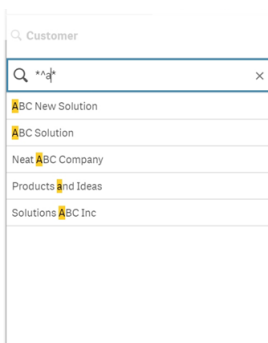 Customer
*^a*
ABC New Solution
ABC Solution
Neat ABC Company
Products and Ideas
Solutions ABC Inc